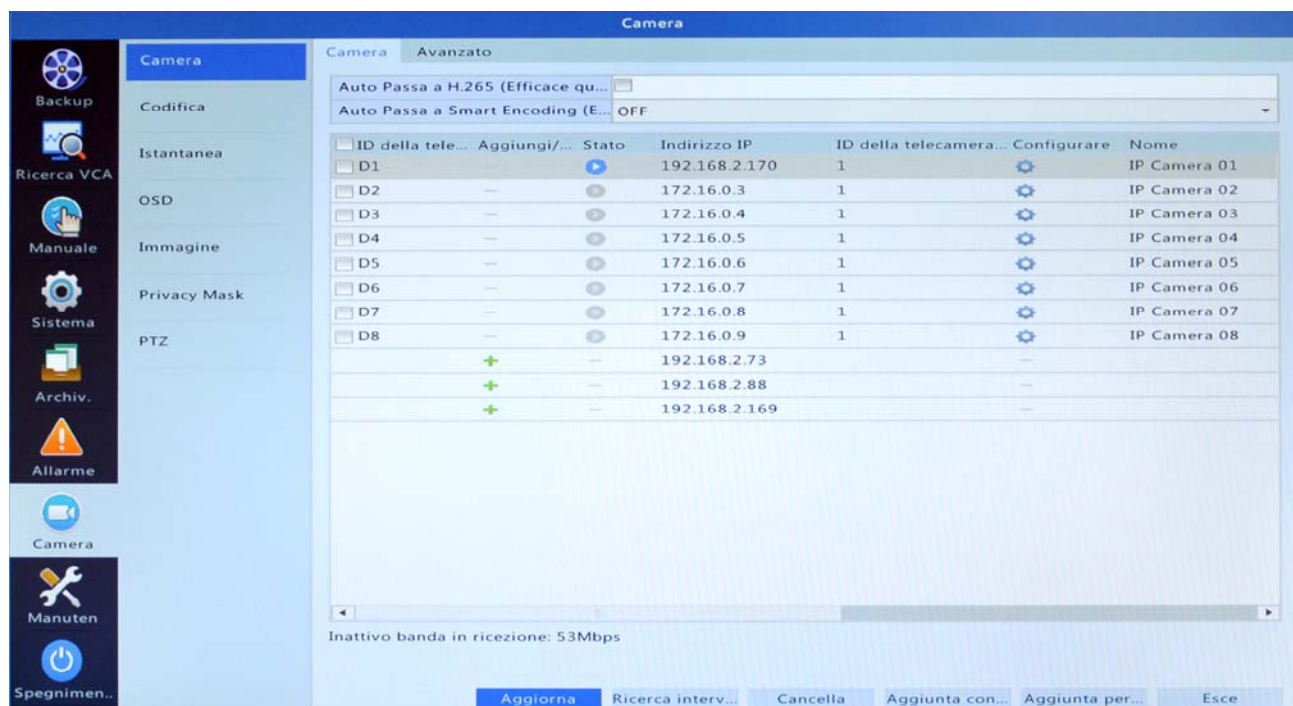 Camera
Backup
Ricerca VCA
Manuale
Sistema
Archiv.
Allarme
Camera
Manuten
Spegnimen..
Camera
Codifica
Istantanea
OSD
Immagine
Privacy Mask
PTZ
Camera Avanzato
Auto Passa a H.265 (Efficace qu...
Auto Passa a Smart Encoding (E... OFF
ID della tele... Aggiungi/... Stato Indirizzo IP ID della telecamera... Configurare Nome
D1 — 192.168.2.170 1 IP Camera 01
D2 — 172.16.0.3 1 IP Camera 02
D3 — 172.16.0.4 1 IP Camera 03
D4 — 172.16.0.5 1 IP Camera 04
D5 — 172.16.0.6 1 IP Camera 05
D6 — 172.16.0.7 1 IP Camera 06
D7 — 172.16.0.8 1 IP Camera 07
D8 — 172.16.0.9 1 IP Camera 08
+ — 192.168.2.73 —
+ — 192.168.2.88 —
+ — 192.168.2.169 —
Inattivo banda in ricezione: 53Mbps
Aggiorna Ricerca interv... Cancella Aggiunta con... Aggiunta per... Esce